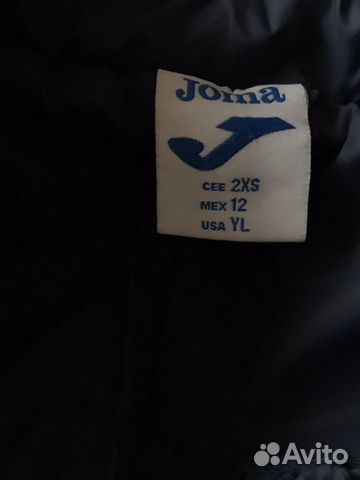 Joma
CEE 2XS
MEX 12
USA YL
Avito